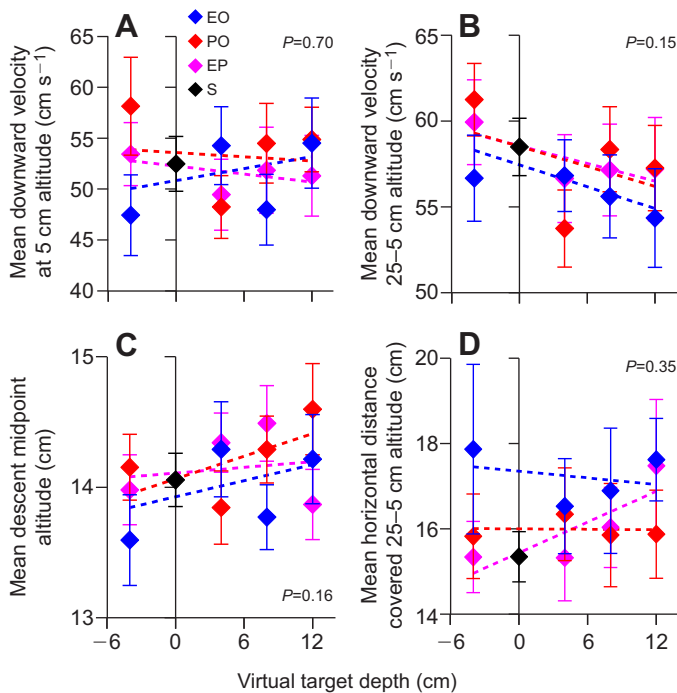 A
EO
PO
EP
S
P=0.70
Mean downward velocity
at 5 cm altitude (cm s−1)
65
60
55
50
45
40
B
P=0.15
Mean downward velocity
25–5 cm altitude (cm s−1)
65
60
55
50
C
P=0.16
Mean descent midpoint
altitude (cm)
15
14
13
−6 0 6 12
D
P=0.35
Mean horizontal distance
covered 25–5 cm altitude (cm)
20
18
16
14
−6 0 6 12
Virtual target depth (cm)